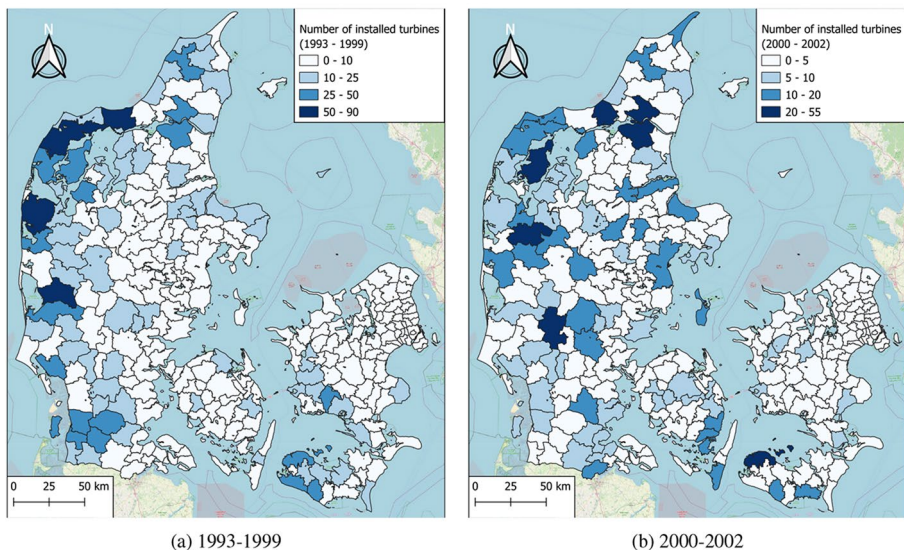 N
Number of installed turbines
(1993 - 1999)
0 - 10
10 - 25
25 - 50
50 - 90
0 25 50 km
(a) 1993-1999
N
Number of installed turbines
(2000 - 2002)
0 - 5
5 - 10
10 - 20
20 - 55
0 25 50 km
(b) 2000-2002